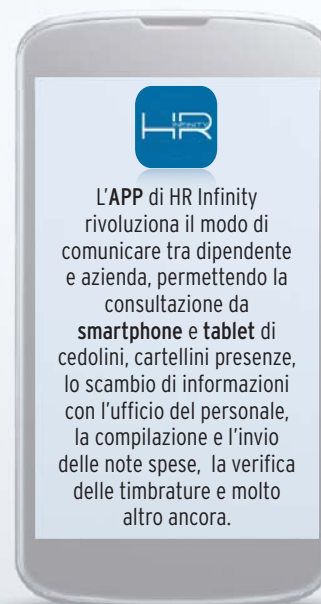 HR
INFINITY
L'APP di HR Infinity
rivoluziona il modo di
comunicare tra dipendente
e azienda, permettendo la
consultazione da
smartphone e tablet di
cedolini, cartellini presenze,
lo scambio di informazioni
con l'ufficio del personale,
la compilazione e l'invio
delle note spese, la verifica
delle timbrature e molto
altro ancora.